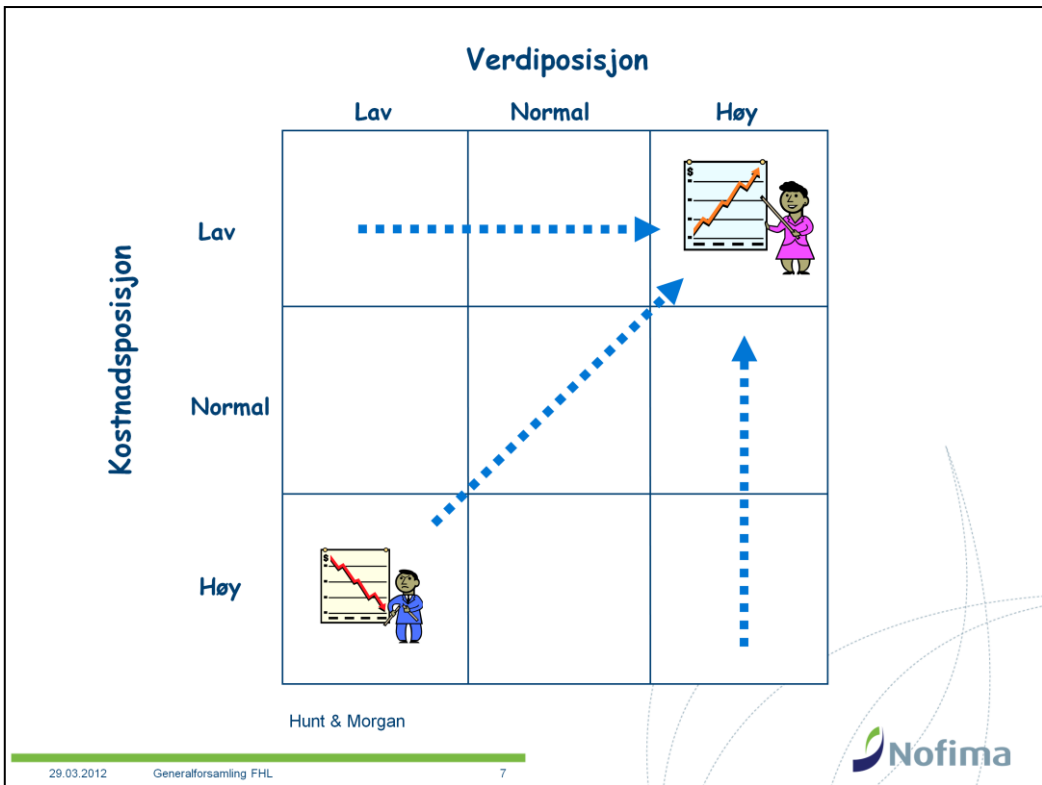 Verdiposisjon
Lav Normal Høy
Kostnadsposisjon
Lav
Normal
Høy
$
$
Hunt & Morgan
29.03.2012 Generalforsamling FHL 7
Nofima